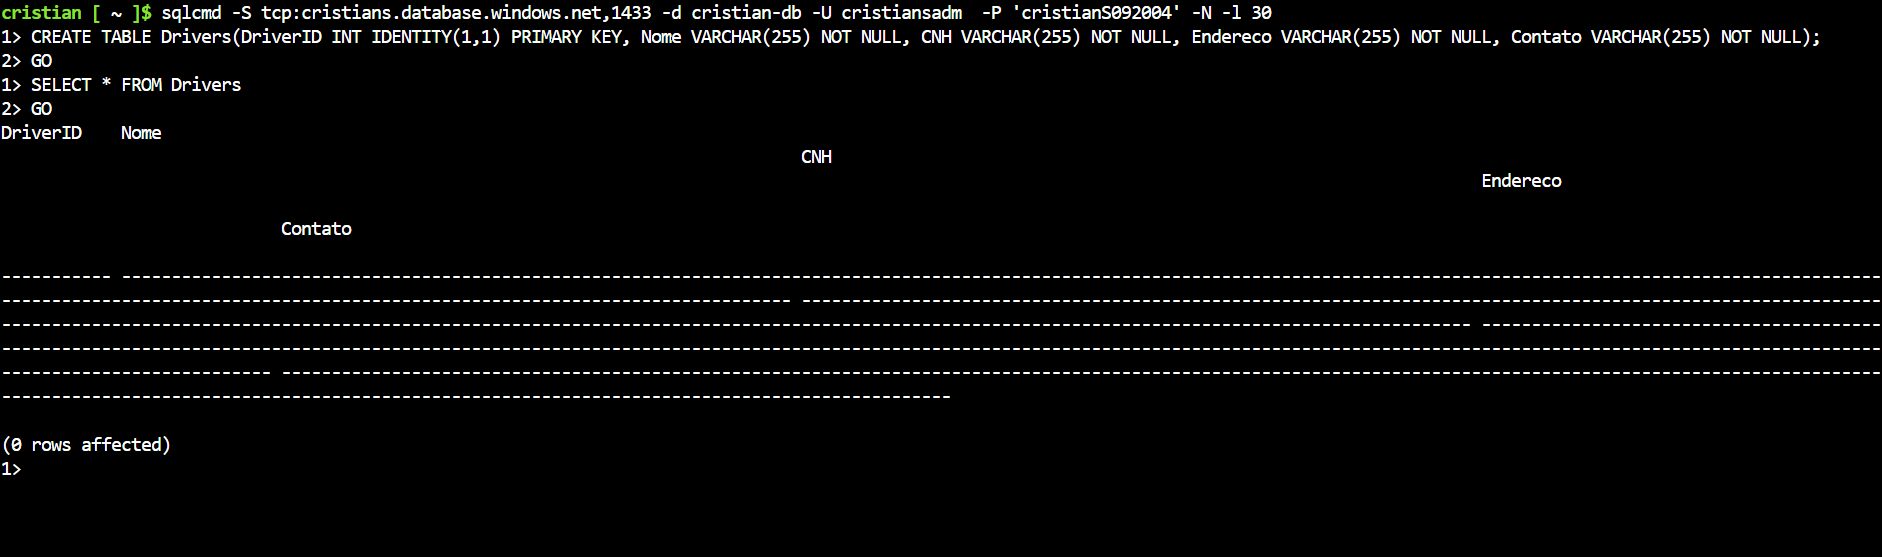 cristian [ ~ ]$ sqlcmd -S tcp:cristians.database.windows.net,1433 -d cristian-db -U cristiansadm  -P 'cristianS092004' -N -l 30
1> CREATE TABLE Drivers(DriverID INT IDENTITY(1,1) PRIMARY KEY, Nome VARCHAR(255) NOT NULL, CNH VARCHAR(255) NOT NULL, Endereco VARCHAR(255) NOT NULL, Contato VARCHAR(255) NOT NULL);
2> GO
1> SELECT * FROM Drivers
2> GO
DriverID    Nome
CNH
Endereco
Contato
(0 rows affected)
1>